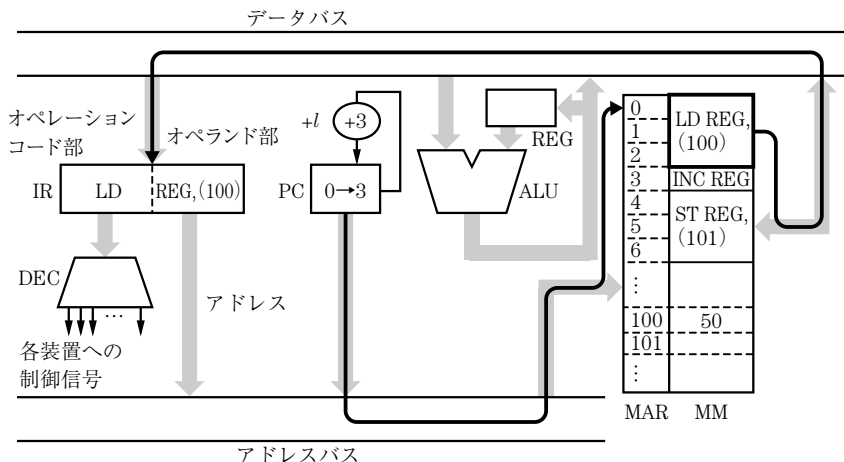 データバス
オペレーション
コード部
オペランド部
IR
LD
REG, (100)
DEC
…
各装置への
制御信号
アドレス
+l
+3
PC
0→3
REG
ALU
0
1
2
LD REG,
(100)
3
INC REG
4
5
6
ST REG,
(101)
⋮
100
50
101
⋮
MAR
MM
アドレスバス